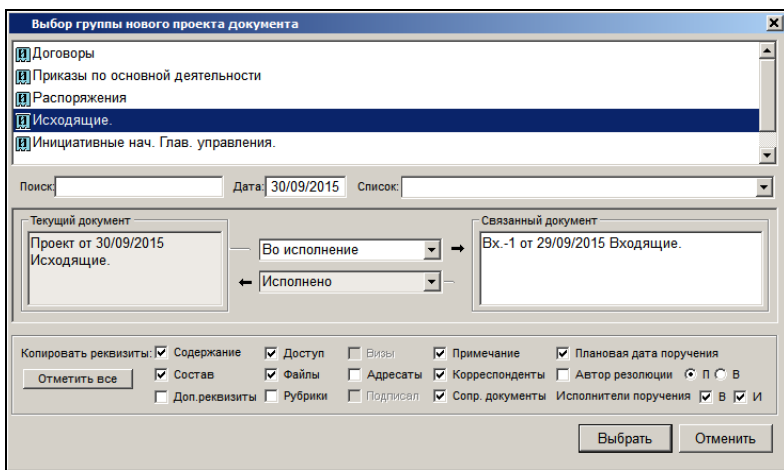 Выбор группы нового проекта документа
Договоры
Приказы по основной деятельности
Распоряжения
Исходящие.
Инициативные нач. Глав. управления.
Поиск: Дата: 30/09/2015 Список:
Текущий документ Связанный документ
Проект от 30/09/2015 Во исполнение Вх.-1 от 29/09/2015 Входящие.
Исходящие.
Исполнено
Копировать реквизиты: Содержание Доступ Визы Примечание Плановая дата поручения
Отметить все Состав Файлы Адресаты Корреспонденты Автор резолюции П В
Доп.реквизиты Рубрики Подписал Сопр. документы Исполнители поручения В И
Выбрать Отменить